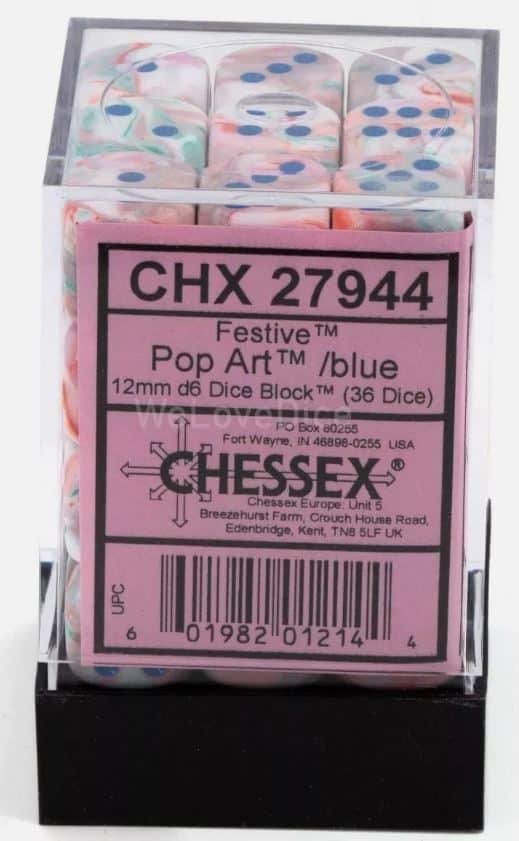 CHX 27944
Festive™
Pop Art™ /blue
12mm d6 Dice Block™ (36 Dice)
WeLoveDice
PO Box 80255
Fort Wayne, IN 46898-0255 USA
CHESSEX®
Chessex Europe: Unit 5
Breezehurst Farm, Crouch House Road,
Edenbridge, Kent, TN8 5LF UK
UPC
6 01982 01214 4